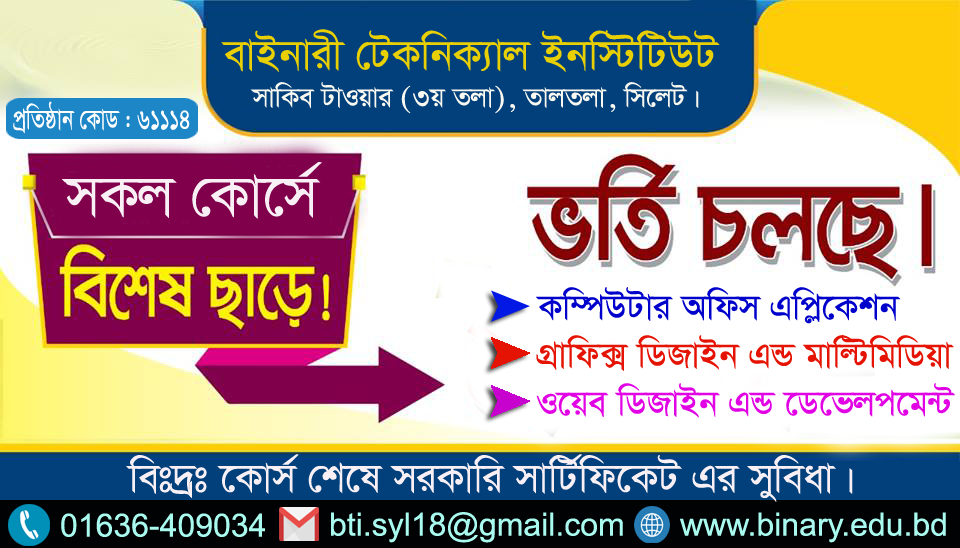 বাইনারী টেকনিক্যাল ইনস্টিটিউট
সাকিব টাওয়ার (৩য় তলা), তালতলা, সিলেট।
প্রতিষ্ঠান কোড : ৬১১১৪
সকল কোর্সে
বিশেষ ছাড়ে!
ভর্তি চলছে।
কম্পিউটার অফিস এপ্লিকেশন
গ্রাফিক্স ডিজাইন এন্ড মাল্টিমিডিয়া
ওয়েব ডিজাইন এন্ড ডেভেলপমেন্ট
বিঃদ্রঃ কোর্স শেষে সরকারি সার্টিফিকেট এর সুবিধা।
01636-409034 bti.syl18@gmail.com www.binary.edu.bd